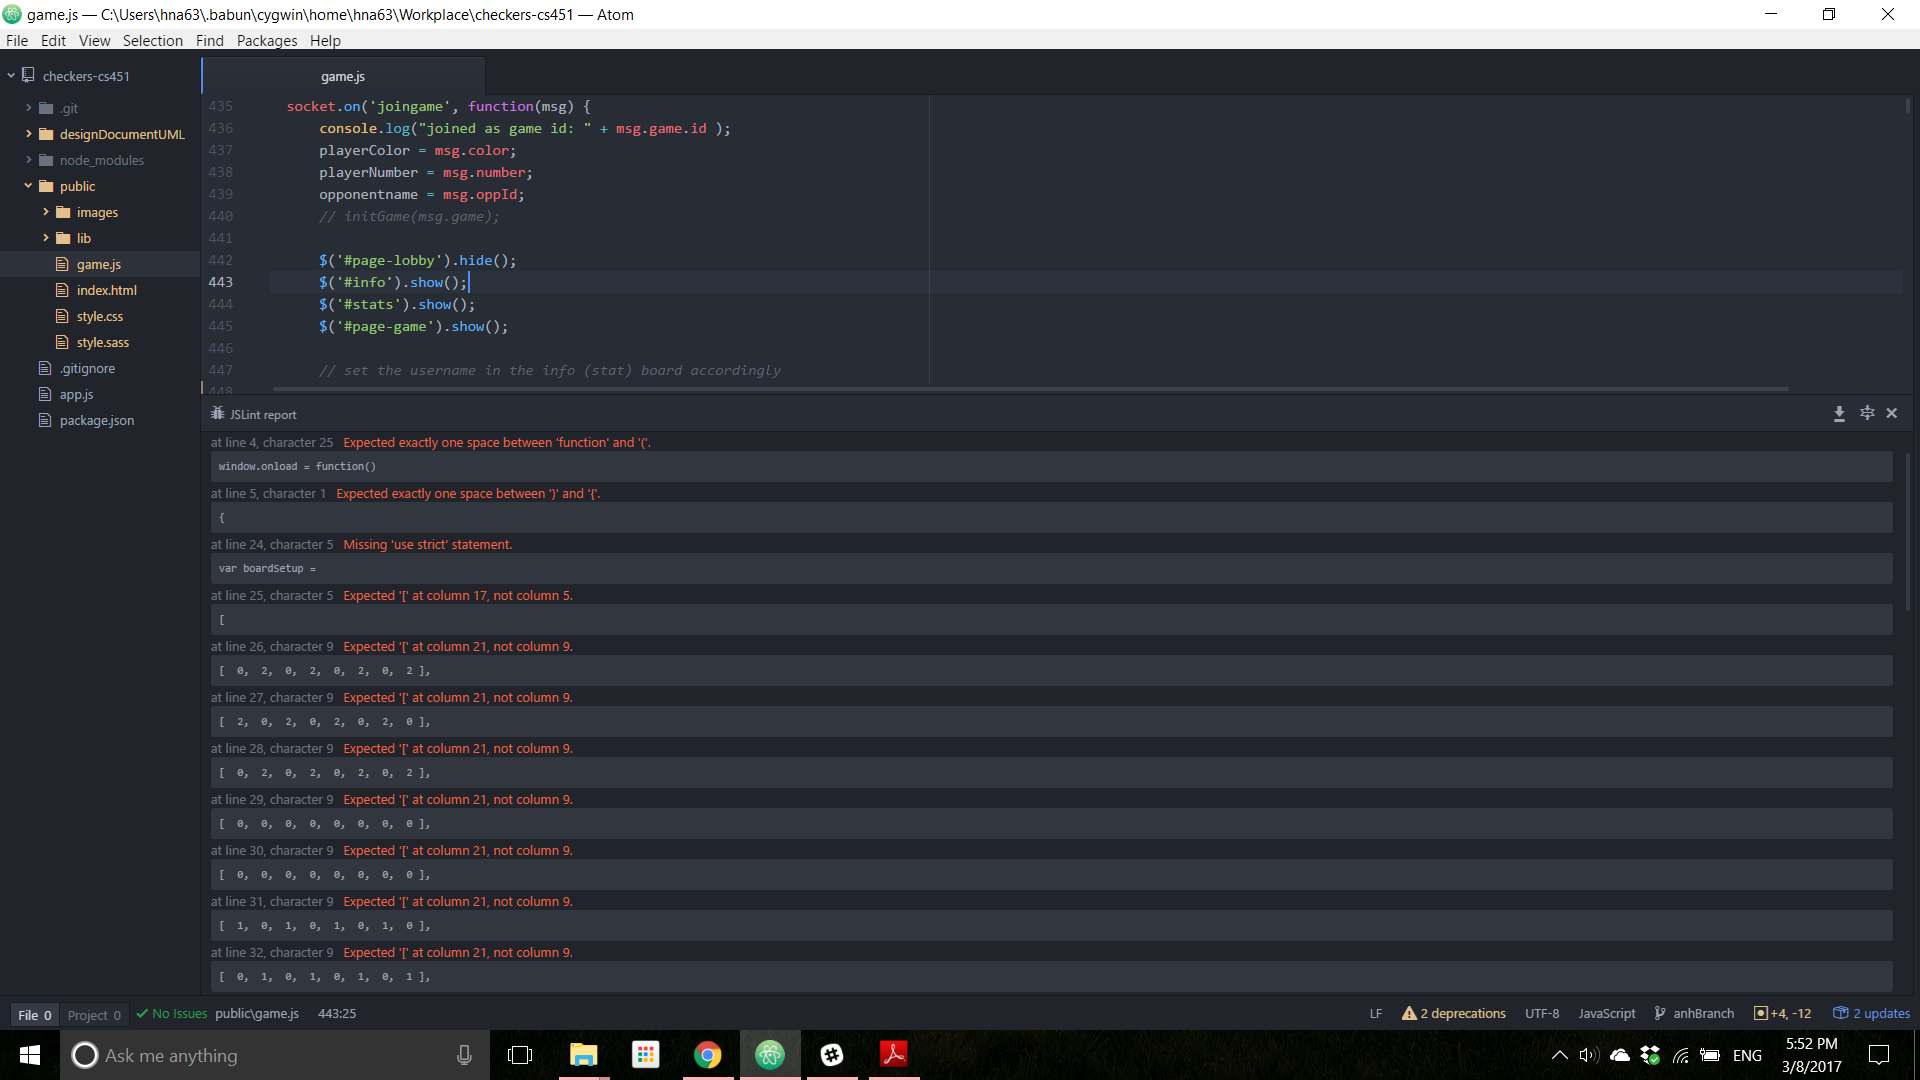 game.js — C:\Users\hna63\.babun\cygwin\home\hna63\Workplace\checkers-cs451 — Atom
File Edit View Selection Find Packages Help
checkers-cs451
.git
designDocumentUML
node_modules
public
images
lib
game.js
index.html
style.css
style.sass
.gitignore
app.js
package.json
game.js
435 socket.on('joingame', function(msg) {
436 console.log("joined as game id: " + msg.game.id );
437 playerColor = msg.color;
438 playerNumber = msg.number;
439 opponentname = msg.oppId;
440 // initGame(msg.game);
441
442 $('#page-lobby').hide();
443 $('#info').show();
444 $('#stats').show();
445 $('#page-game').show();
446
447 // set the username in the info (stat) board accordingly
448
JSLint report
at line 4, character 25 Expected exactly one space between 'function' and '('.
window.onload = function()
at line 5, character 1 Expected exactly one space between ')' and '{'.
{
at line 24, character 5 Missing 'use strict' statement.
var boardSetup =
at line 25, character 5 Expected '[' at column 17, not column 5.
[
at line 26, character 9 Expected '[' at column 21, not column 9.
[ 0, 2, 0, 2, 0, 2, 0, 2 ],
at line 27, character 9 Expected '[' at column 21, not column 9.
[ 2, 0, 2, 0, 2, 0, 2, 0 ],
at line 28, character 9 Expected '[' at column 21, not column 9.
[ 0, 2, 0, 2, 0, 2, 0, 2 ],
at line 29, character 9 Expected '[' at column 21, not column 9.
[ 0, 0, 0, 0, 0, 0, 0, 0 ],
at line 30, character 9 Expected '[' at column 21, not column 9.
[ 0, 0, 0, 0, 0, 0, 0, 0 ],
at line 31, character 9 Expected '[' at column 21, not column 9.
[ 1, 0, 1, 0, 1, 0, 1, 0 ],
at line 32, character 9 Expected '[' at column 21, not column 9.
[ 0, 1, 0, 1, 0, 1, 0, 1 ],
File 0 Project 0 No Issues public\game.js 443:25 LF 2 deprecations UTF-8 JavaScript anhBranch +4, -12 2 updates
Ask me anything
ENG
5:52 PM
3/8/2017